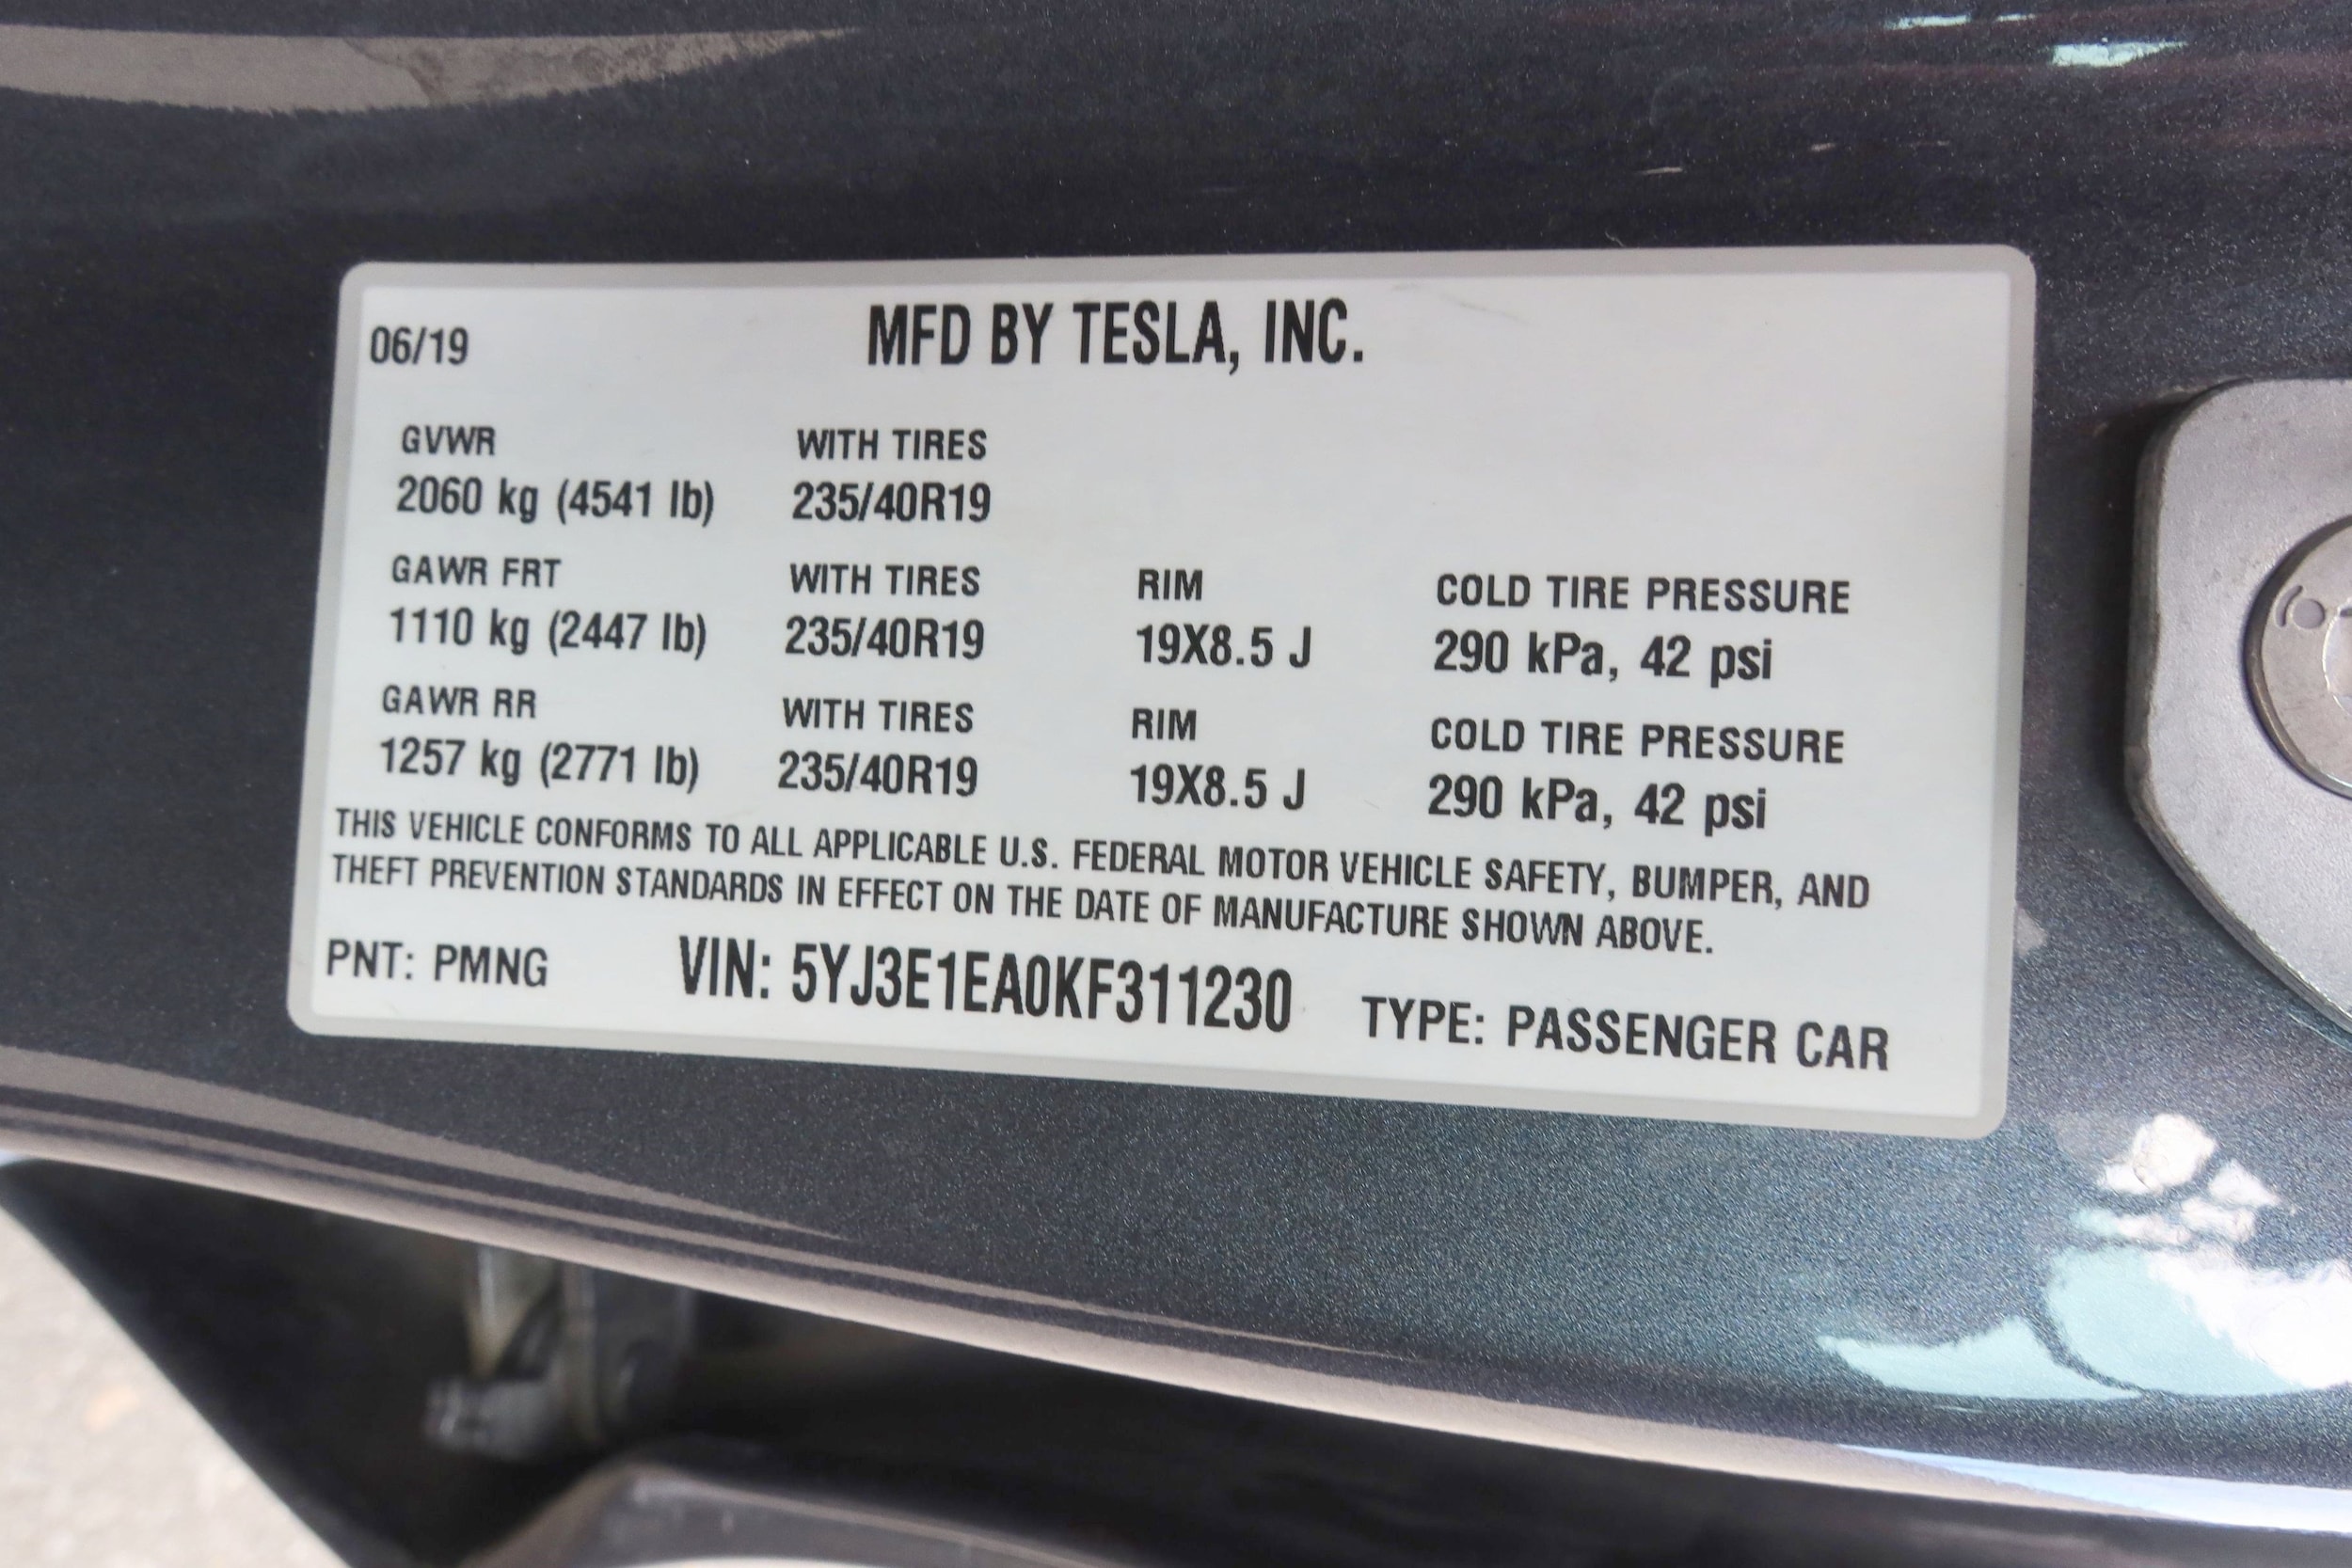 06/19 MFD BY TESLA, INC.
GVWR WITH TIRES
2060 kg (4541 lb) 235/40R19
GAWR FRT WITH TIRES RIM COLD TIRE PRESSURE
1110 kg (2447 lb) 235/40R19 19X8.5 J 290 kPa, 42 psi
GAWR RR WITH TIRES RIM COLD TIRE PRESSURE
1257 kg (2771 lb) 235/40R19 19X8.5 J 290 kPa, 42 psi
THIS VEHICLE CONFORMS TO ALL APPLICABLE U.S. FEDERAL MOTOR VEHICLE SAFETY, BUMPER, AND
THEFT PREVENTION STANDARDS IN EFFECT ON THE DATE OF MANUFACTURE SHOWN ABOVE.
PNT: PMNG VIN: 5YJ3E1EA0KF311230 TYPE: PASSENGER CAR